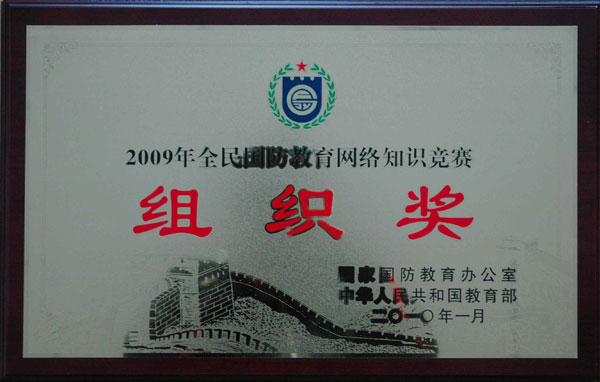 2009年全民国防教育网络知识竞赛
组织奖
国家国防教育办公室
中华人民共和国教育部
二〇一〇年一月